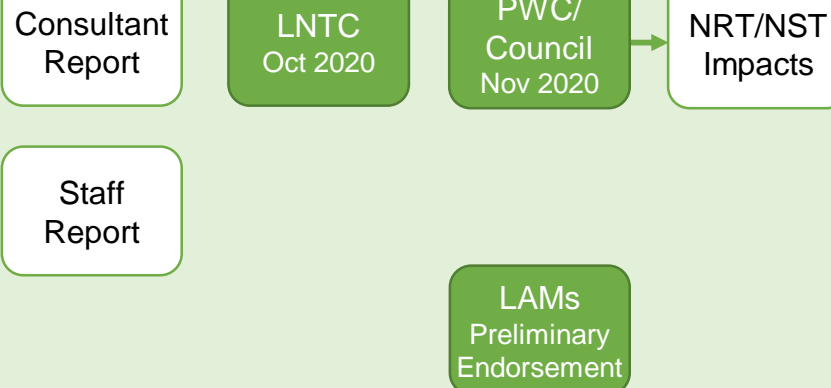 Consultant
Report
LNTC
Oct 2020
PWC/
Council
Nov 2020
NRT/NST
Impacts
Staff
Report
LAMs
Preliminary
Endorsement